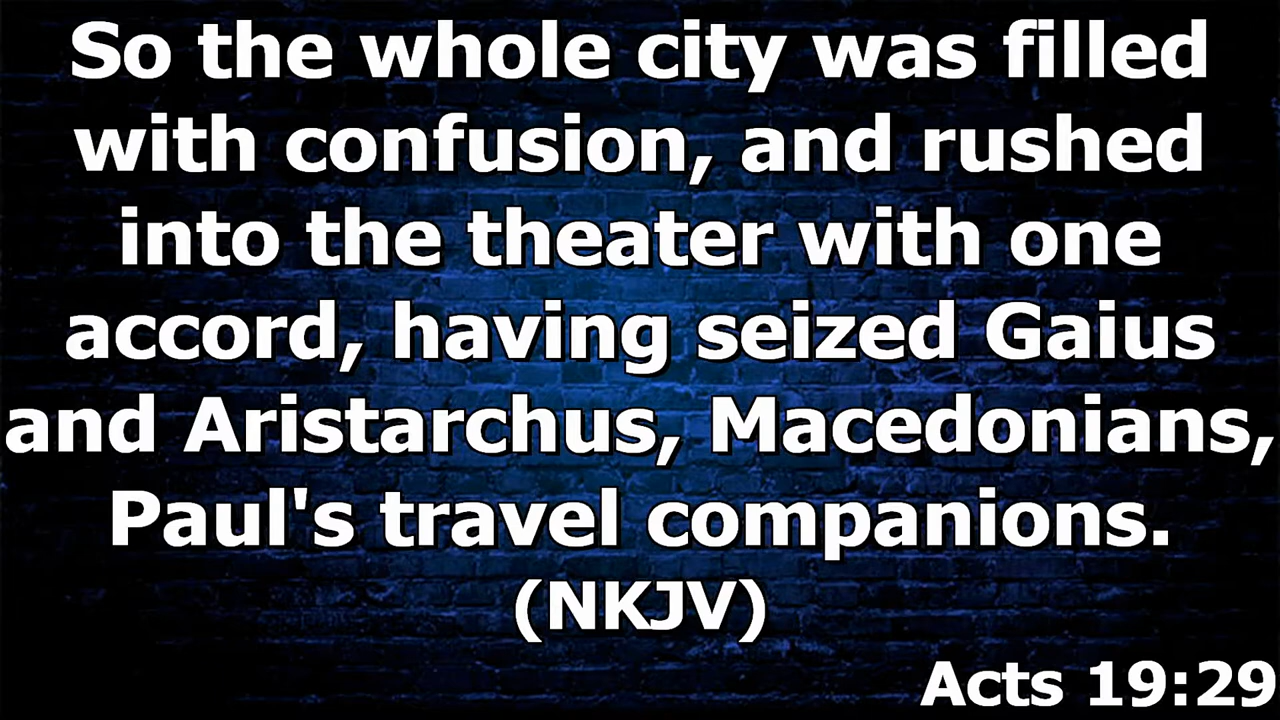 So the whole city was filled
with confusion, and rushed
into the theater with one
accord, having seized Gaius
and Aristarchus, Macedonians,
Paul's travel companions.
(NKJV)
Acts 19:29